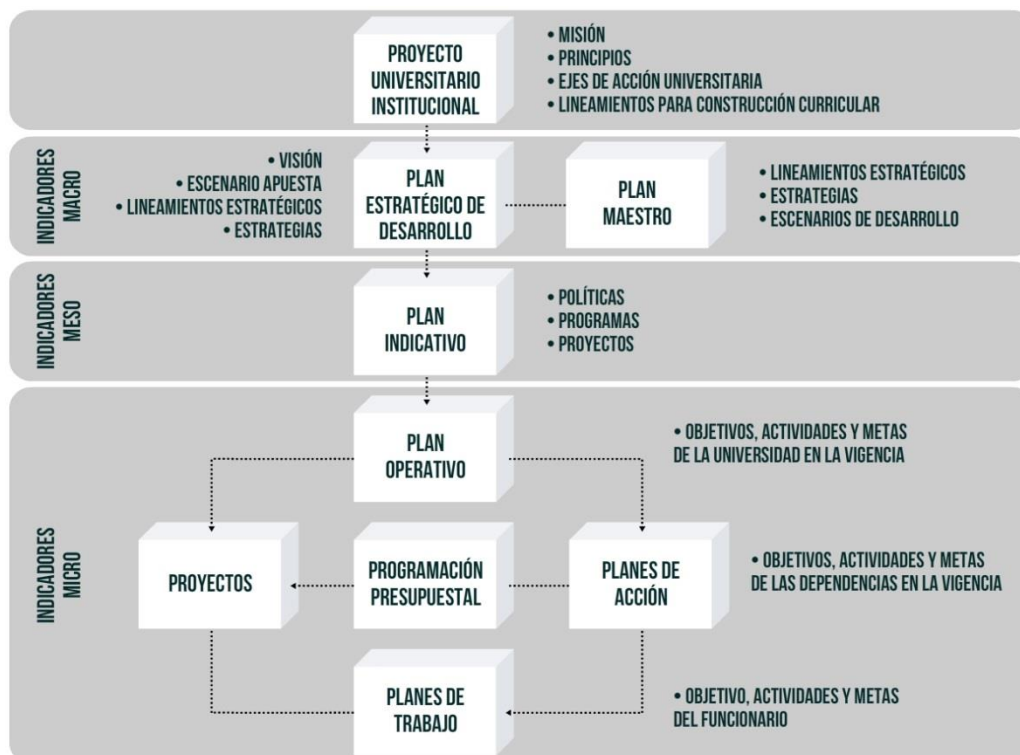 PROYECTO
UNIVERSITARIO
INSTITUCIONAL
• MISIÓN
• PRINCIPIOS
• EJES DE ACCIÓN UNIVERSITARIA
• LINEAMIENTOS PARA CONSTRUCCIÓN CURRICULAR
INDICADORES
MACRO
• VISIÓN
• ESCENARIO APUESTA
• LINEAMIENTOS ESTRATÉGICOS
• ESTRATEGIAS
PLAN
ESTRATÉGICO DE
DESARROLLO
PLAN
MAESTRO
• LINEAMIENTOS ESTRATÉGICOS
• ESTRATEGIAS
• ESCENARIOS DE DESARROLLO
INDICADORES
MESO
PLAN
INDICATIVO
• POLÍTICAS
• PROGRAMAS
• PROYECTOS
INDICADORES
MICRO
PLAN
OPERATIVO
• OBJETIVOS, ACTIVIDADES Y METAS
DE LA UNIVERSIDAD EN LA VIGENCIA
PROYECTOS
PROGRAMACIÓN
PRESUPUESTAL
PLANES DE
ACCIÓN
• OBJETIVOS, ACTIVIDADES Y METAS
DE LAS DEPENDENCIAS EN LA VIGENCIA
PLANES DE
TRABAJO
• OBJETIVO, ACTIVIDADES Y METAS
DEL FUNCIONARIO